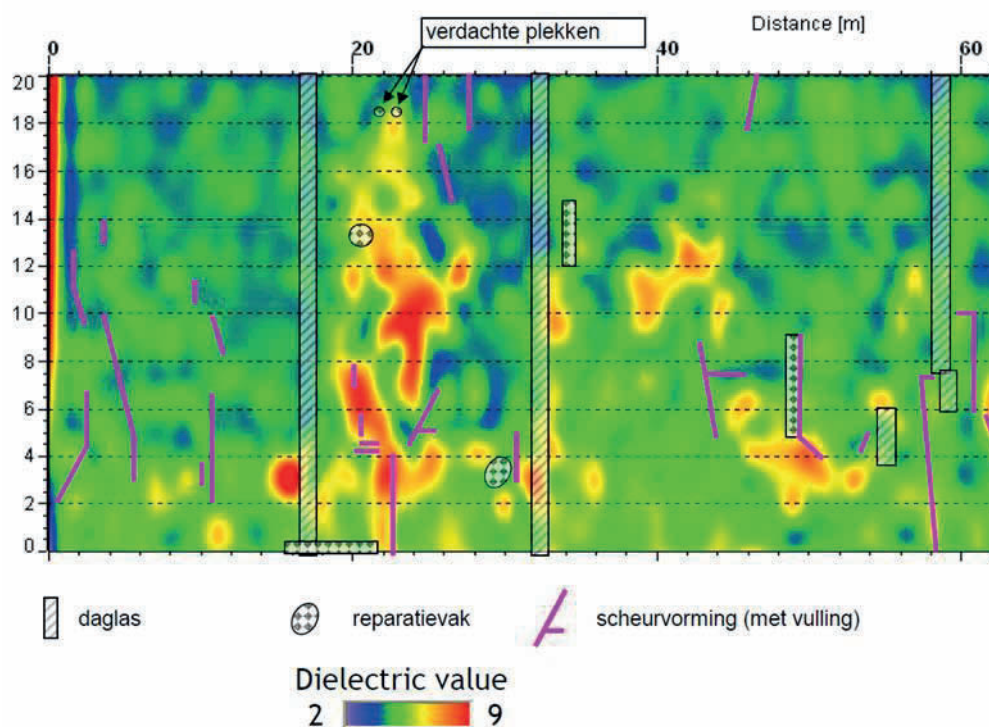 verdachte plekken
Distance [m]
0 20 40 60
20
18
16
14
12
10
8
6
4
2
0
daglas
reparatievak
scheurvorming (met vulling)
Dielectric value
2 9